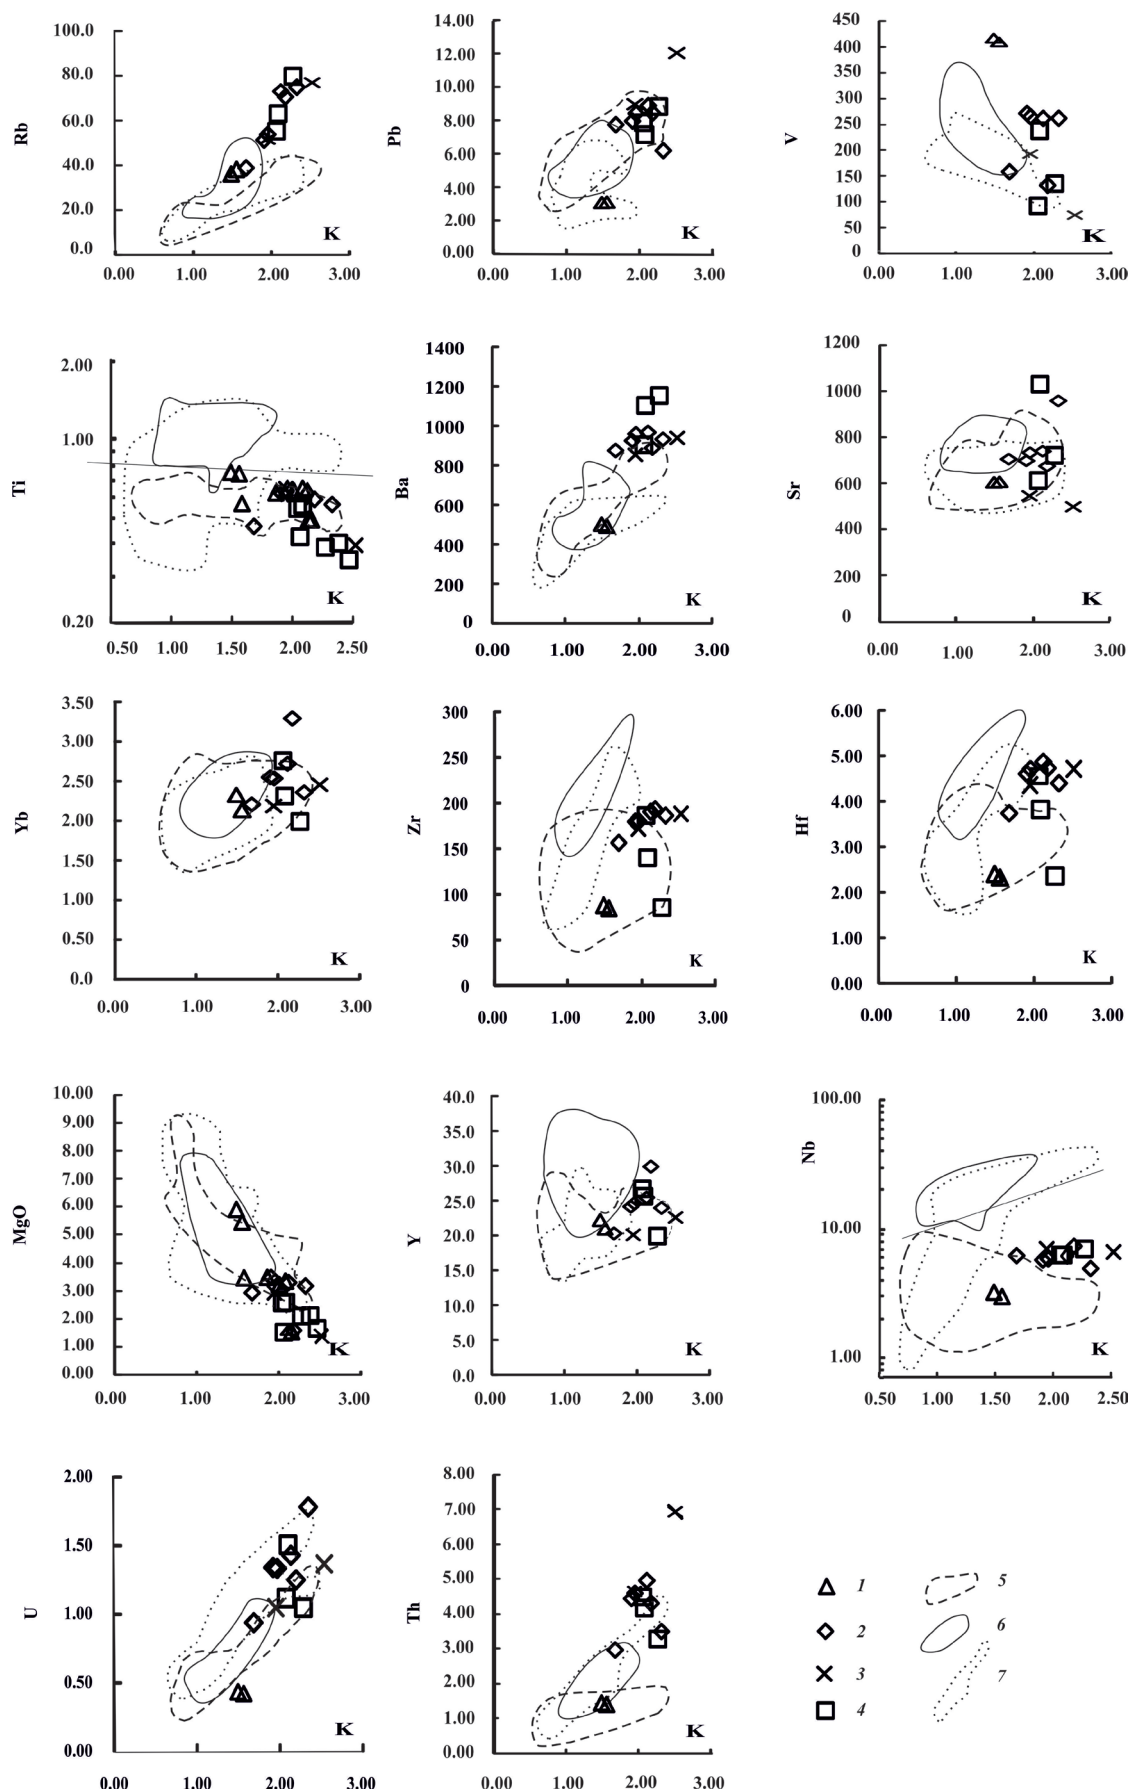 100.0
80.0
60.0
40.0
20.0
0.0
Rb
K
0.00 1.00 2.00 3.00
14.00
12.00
10.00
8.00
6.00
4.00
2.00
0.00
Pb
K
0.00 1.00 2.00 3.00
450
400
350
300
250
200
150
100
50
0
V
K
0.00 1.00 2.00 3.00
2.00
1.00
0.20
Ti
K
0.50 1.00 1.50 2.00 2.50
1400
1200
1000
800
600
400
200
0
Ba
K
0.00 1.00 2.00 3.00
1200
1000
800
600
400
200
0
Sr
K
0.00 1.00 2.00 3.00
3.50
3.00
2.50
2.00
1.50
1.00
0.50
0.0
Yb
K
0.00 1.00 2.00 3.00
300
250
200
150
100
50
0
Zr
K
0.00 1.00 2.00 3.00
6.00
5.00
4.00
3.00
2.00
1.00
0.00
Hf
K
0.00 1.00 2.00 3.00
10.00
9.00
8.00
7.00
6.00
5.00
4.00
3.00
2.00
1.00
0.00
MgO
K
0.00 1.00 2.00 3.00
40.0
35.0
30.0
25.0
20.0
15.0
10.0
5.0
0.0
Y
K
0.00 1.00 2.00 3.00
100.00
10.00
1.00
Nb
K
0.50 1.00 1.50 2.00 2.50
2.00
1.50
1.00
0.50
0.00
U
K
0.00 1.00 2.00 3.00
8.00
7.00
6.00
5.00
4.00
3.00
2.00
1.00
0.00
Th
K
0.00 1.00 2.00 3.00
1
2
3
4
5
6
7